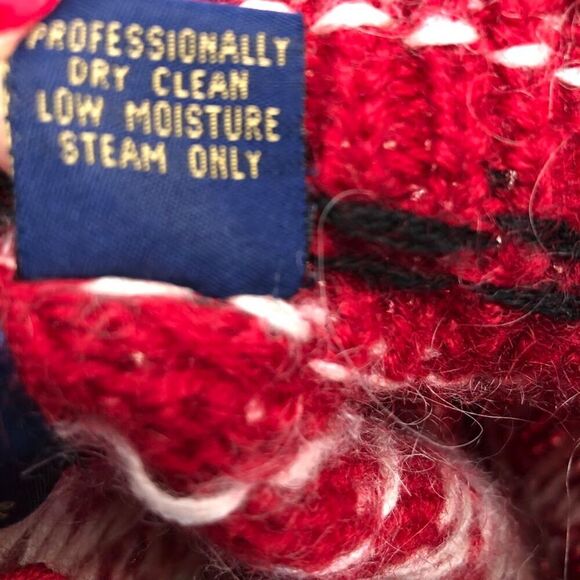 PROFESSIONALLY
DRY CLEAN
LOW MOISTURE
STEAM ONLY